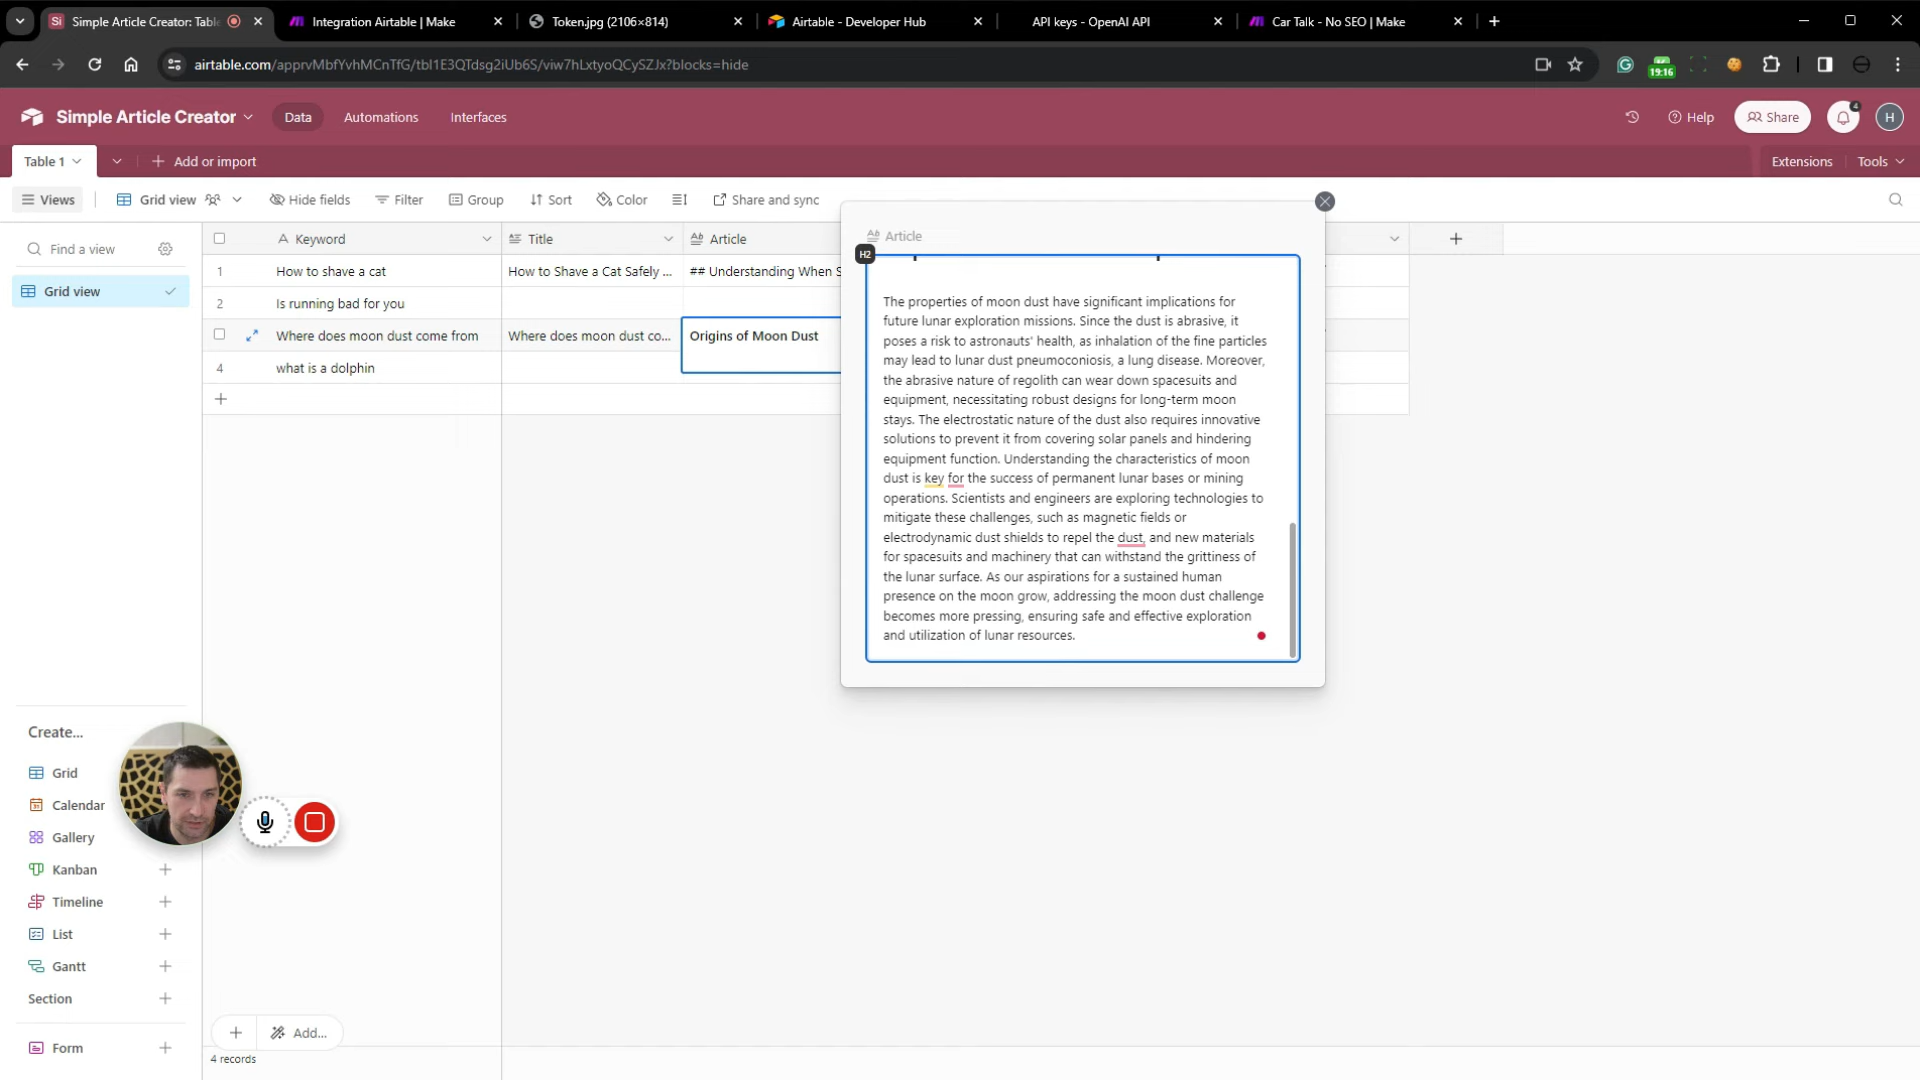 Simple Article Creator: Table
Integration Airtable | Make
Token.jpg (2106×814)
Airtable - Developer Hub
API keys - OpenAI API
Car Talk - No SEO | Make
airtable.com/apprvMbfYvhMCnTfG/tbl1E3QTdsg2iUb6S/viw7hLxtyoQCySZJx?blocks=hide
19:16
Simple Article Creator
Data
Automations
Interfaces
Help
Share
4
H
Table 1
Add or import
Extensions
Tools
Views
Grid view
Hide fields
Filter
Group
Sort
Color
Share and sync
Find a view
Grid view
Keyword
Title
Article
1
How to shave a cat
How to Shave a Cat Safely ...
## Understanding When S
2
Is running bad for you
Where does moon dust come from
Where does moon dust co...
Origins of Moon Dust
4
what is a dolphin
Article
H2
The properties of moon dust have significant implications for
future lunar exploration missions. Since the dust is abrasive, it
poses a risk to astronauts' health, as inhalation of the fine particles
may lead to lunar dust pneumoconiosis, a lung disease. Moreover,
the abrasive nature of regolith can wear down spacesuits and
equipment, necessitating robust designs for long-term moon
stays. The electrostatic nature of the dust also requires innovative
solutions to prevent it from covering solar panels and hindering
equipment function. Understanding the characteristics of moon
dust is key for the success of permanent lunar bases or mining
operations. Scientists and engineers are exploring technologies to
mitigate these challenges, such as magnetic fields or
electrodynamic dust shields to repel the dust, and new materials
for spacesuits and machinery that can withstand the grittiness of
the lunar surface. As our aspirations for a sustained human
presence on the moon grow, addressing the moon dust challenge
becomes more pressing, ensuring safe and effective exploration
and utilization of lunar resources.
Create...
Grid
Calendar
Gallery
Kanban
Timeline
List
Gantt
Section
Form
Add...
4 records